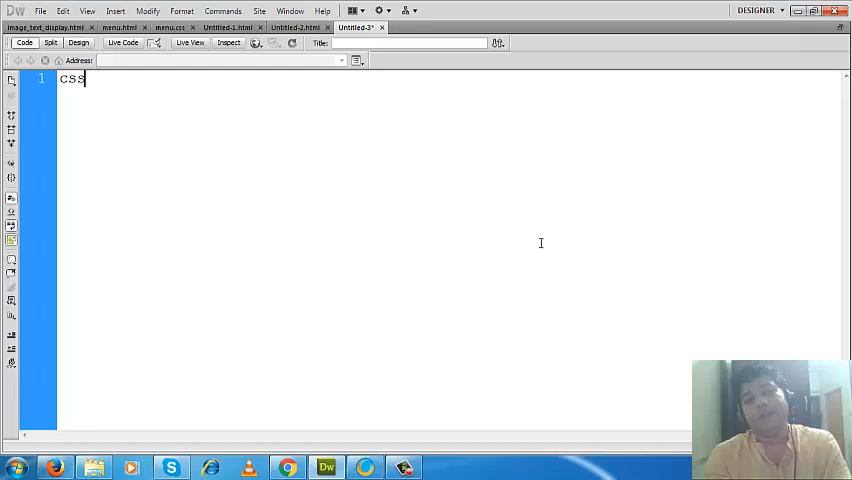 Dw File Edit View Insert Modify Format Commands Site Window Help DESIGNER
image_text_display.html menu.html menu.css Untitled-1.html Untitled-2.html Untitled-3*
Code Split Design Live Code Live View Inspect Title:
Address:
1 css
Dw